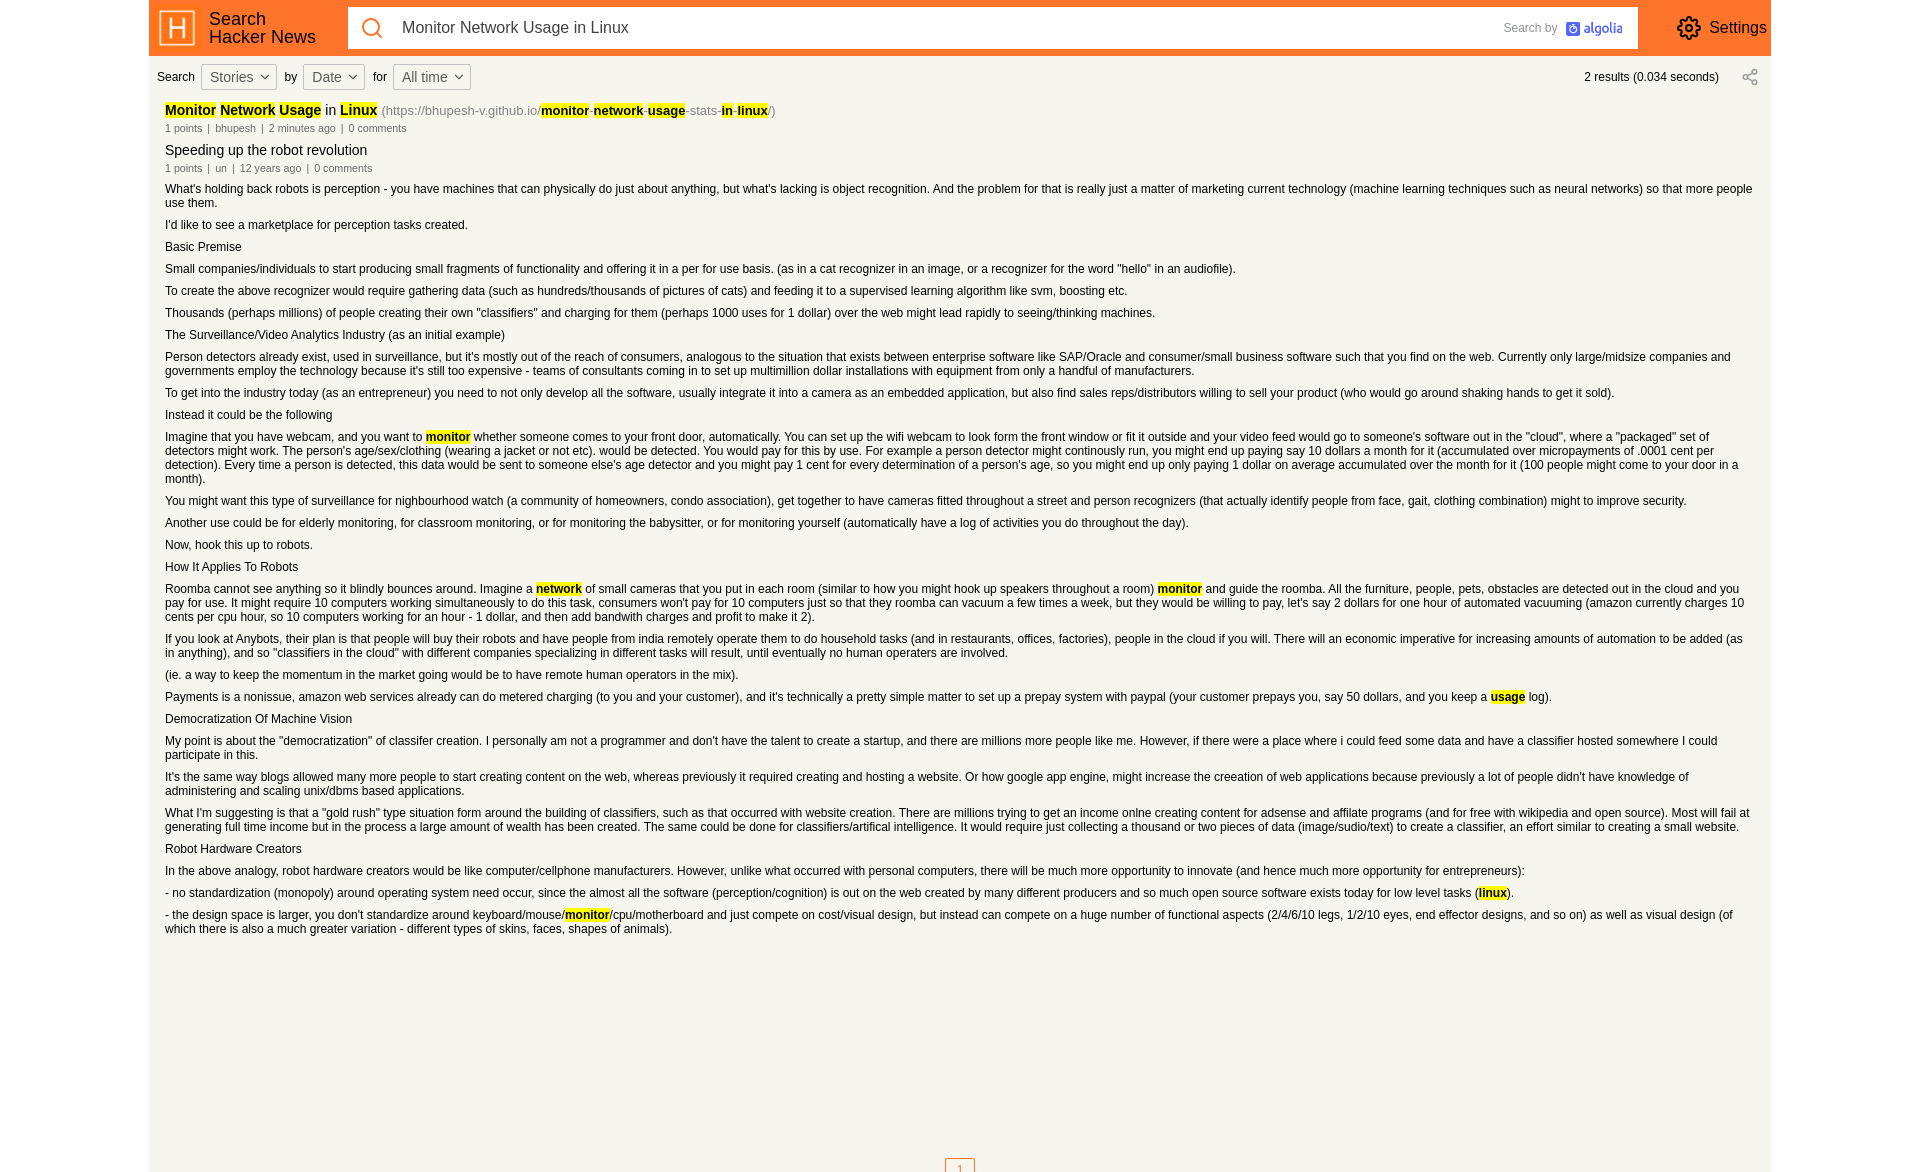 Search
Hacker News
Monitor Network Usage in Linux
Search by algolia
Settings
Search Stories by Date for All time
2 results (0.034 seconds)
Monitor Network Usage in Linux (https://bhupesh-v.github.io/monitor-network-usage-stats-in-linux/)
1 points | bhupesh | 2 minutes ago | 0 comments
Speeding up the robot revolution
1 points | un | 12 years ago | 0 comments
What's holding back robots is perception - you have machines that can physically do just about anything, but what's lacking is object recognition. And the problem for that is really just a matter of marketing current technology (machine learning techniques such as neural networks) so that more people
use them.
I'd like to see a marketplace for perception tasks created.
Basic Premise
Small companies/individuals to start producing small fragments of functionality and offering it in a per for use basis. (as in a cat recognizer in an image, or a recognizer for the word "hello" in an audiofile).
To create the above recognizer would require gathering data (such as hundreds/thousands of pictures of cats) and feeding it to a supervised learning algorithm like svm, boosting etc.
Thousands (perhaps millions) of people creating their own "classifiers" and charging for them (perhaps 1000 uses for 1 dollar) over the web might lead rapidly to seeing/thinking machines.
The Surveillance/Video Analytics Industry (as an initial example)
Person detectors already exist, used in surveillance, but it's mostly out of the reach of consumers, analogous to the situation that exists between enterprise software like SAP/Oracle and consumer/small business software such that you find on the web. Currently only large/midsize companies and
governments employ the technology because it's still too expensive - teams of consultants coming in to set up multimillion dollar installations with equipment from only a handful of manufacturers.
To get into the industry today (as an entrepreneur) you need to not only develop all the software, usually integrate it into a camera as an embedded application, but also find sales reps/distributors willing to sell your product (who would go around shaking hands to get it sold).
Instead it could be the following
Imagine that you have webcam, and you want to monitor whether someone comes to your front door, automatically. You can set up the wifi webcam to look form the front window or fit it outside and your video feed would go to someone's software out in the "cloud", where a "packaged" set of
detectors might work. The person's age/sex/clothing (wearing a jacket or not etc). would be detected. You would pay for this by use. For example a person detector might continously run, you might end up paying say 10 dollars a month for it (accumulated over micropayments of .0001 cent per
detection). Every time a person is detected, this data would be sent to someone else's age detector and you might pay 1 cent for every determination of a person's age, so you might end up only paying 1 dollar on average accumulated over the month for it (100 people might come to your door in a
month).
You might want this type of surveillance for nighbourhood watch (a community of homeowners, condo association), get together to have cameras fitted throughout a street and person recognizers (that actually identify people from face, gait, clothing combination) might to improve security.
Another use could be for elderly monitoring, for classroom monitoring, or for monitoring the babysitter, or for monitoring yourself (automatically have a log of activities you do throughout the day).
Now, hook this up to robots.
How It Applies To Robots
Roomba cannot see anything so it blindly bounces around. Imagine a network of small cameras that you put in each room (similar to how you might hook up speakers throughout a room) monitor and guide the roomba. All the furniture, people, pets, obstacles are detected out in the cloud and you
pay for use. It might require 10 computers working simultaneously to do this task, consumers won't pay for 10 computers just so that they roomba can vacuum a few times a week, but they would be willing to pay, let's say 2 dollars for one hour of automated vacuuming (amazon currently charges 10
cents per cpu hour, so 10 computers working for an hour - 1 dollar, and then add bandwith charges and profit to make it 2).
If you look at Anybots, their plan is that people will buy their robots and have people from india remotely operate them to do household tasks (and in restaurants, offices, factories), people in the cloud if you will. There will an economic imperative for increasing amounts of automation to be added (as
in anything), and so "classifiers in the cloud" with different companies specializing in different tasks will result, until eventually no human operaters are involved.
(ie. a way to keep the momentum in the market going would be to have remote human operators in the mix).
Payments is a nonissue, amazon web services already can do metered charging (to you and your customer), and it's technically a pretty simple matter to set up a prepay system with paypal (your customer prepays you, say 50 dollars, and you keep a usage log).
Democratization Of Machine Vision
My point is about the "democratization" of classifer creation. I personally am not a programmer and don't have the talent to create a startup, and there are millions more people like me. However, if there were a place where i could feed some data and have a classifier hosted somewhere I could
participate in this.
It's the same way blogs allowed many more people to start creating content on the web, whereas previously it required creating and hosting a website. Or how google app engine, might increase the creeation of web applications because previously a lot of people didn't have knowledge of
administering and scaling unix/dbms based applications.
What I'm suggesting is that a "gold rush" type situation form around the building of classifiers, such as that occurred with website creation. There are millions trying to get an income onlne creating content for adsense and affilate programs (and for free with wikipedia and open source). Most will fail at
generating full time income but in the process a large amount of wealth has been created. The same could be done for classifiers/artifical intelligence. It would require just collecting a thousand or two pieces of data (image/sudio/text) to create a classifier, an effort similar to creating a small website.
Robot Hardware Creators
In the above analogy, robot hardware creators would be like computer/cellphone manufacturers. However, unlike what occurred with personal computers, there will be much more opportunity to innovate (and hence much more opportunity for entrepreneurs):
- no standardization (monopoly) around operating system need occur, since the almost all the software (perception/cognition) is out on the web created by many different producers and so much open source software exists today for low level tasks (linux).
- the design space is larger, you don't standardize around keyboard/mouse/monitor/cpu/motherboard and just compete on cost/visual design, but instead can compete on a huge number of functional aspects (2/4/6/10 legs, 1/2/10 eyes, end effector designs, and so on) as well as visual design (of
which there is also a much greater variation - different types of skins, faces, shapes of animals).
1